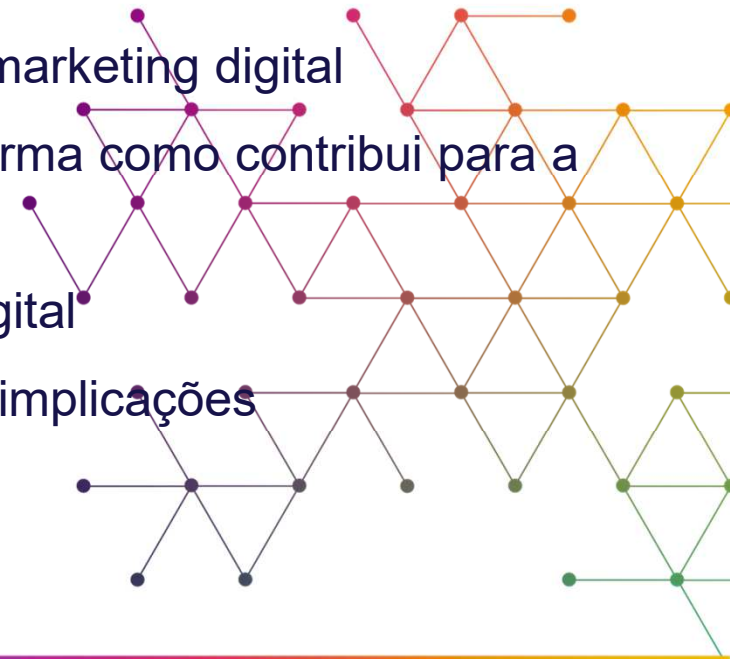 marketing digital
rma como contribui para a
gital
implicações